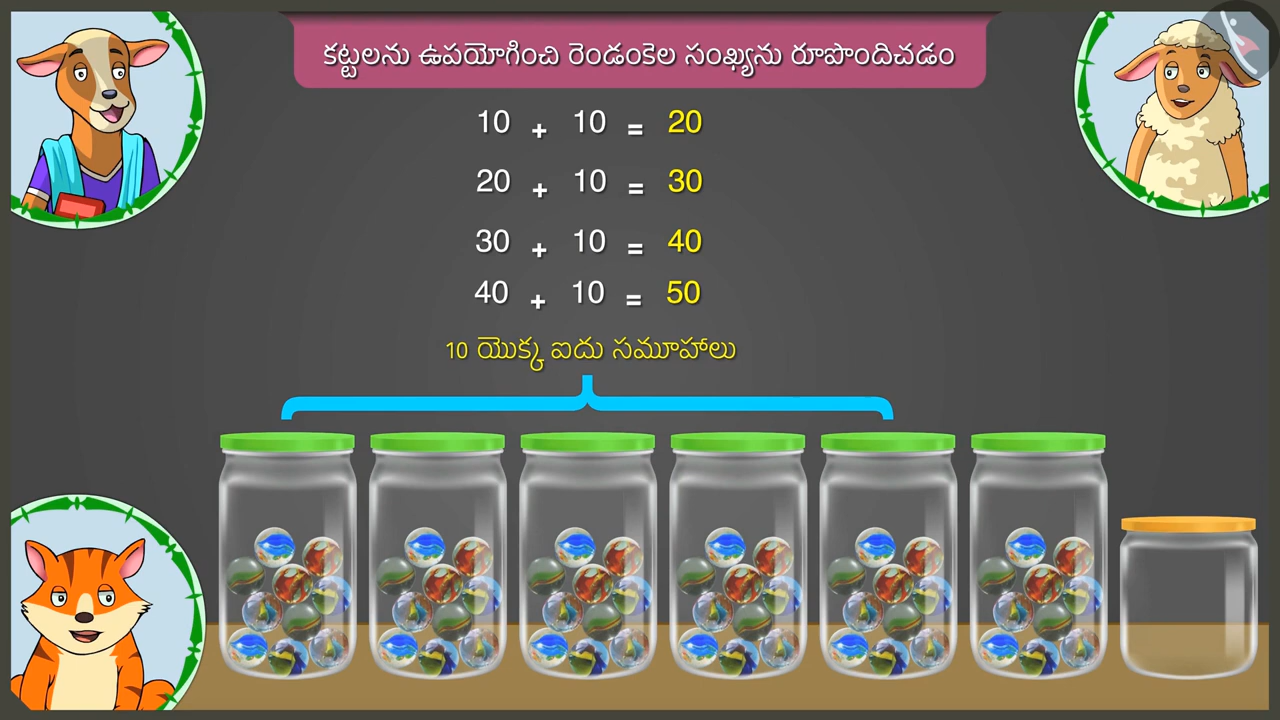 కట్టలను ఉపయోగించి రెండంకెల సంఖ్యను రూపొందిచడం
10 + 10 = 20
20 + 10 = 30
30 + 10 = 40
40 + 10 = 50
10 యొక్క ఐదు సమూహాలు